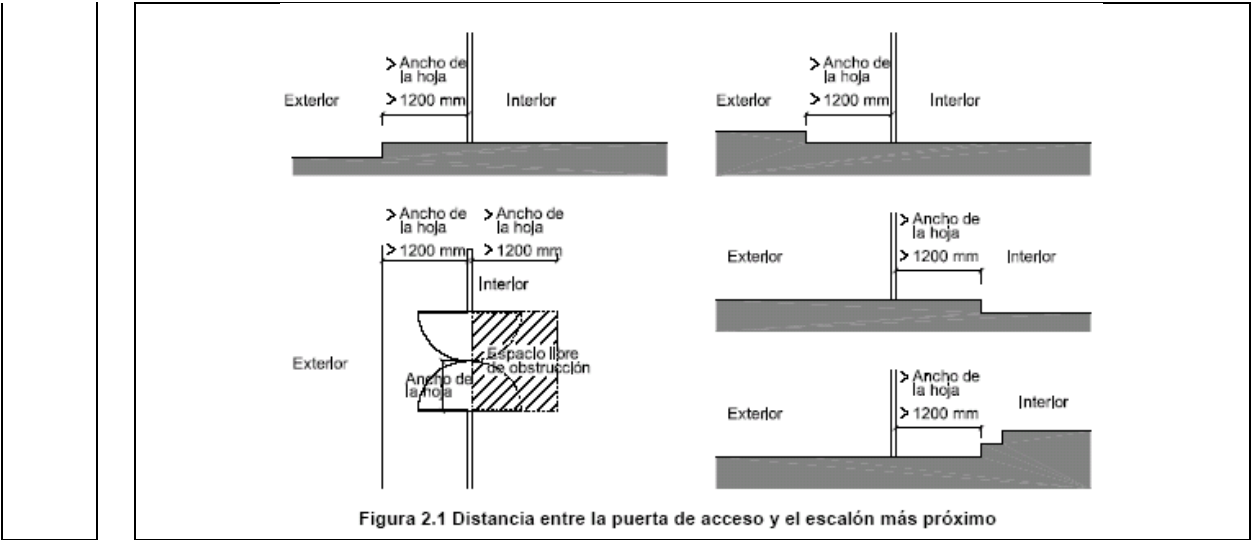 > Ancho de
la hoja
Exterior
> 1200 mm
Interior
> Ancho de
la hoja
Exterior
> 1200 mm
Interior
> Ancho de
la hoja
> 1200 mm
> Ancho de
la hoja
> 1200 mm
Interior
Exterior
Espacio libre
de obstrucción
Ancho de
la hoja
> Ancho de
la hoja
Exterior
> 1200 mm
Interior
> Ancho de
la hoja
Exterior
> 1200 mm
Interior
Figura 2.1 Distancia entre la puerta de acceso y el escalón más próximo